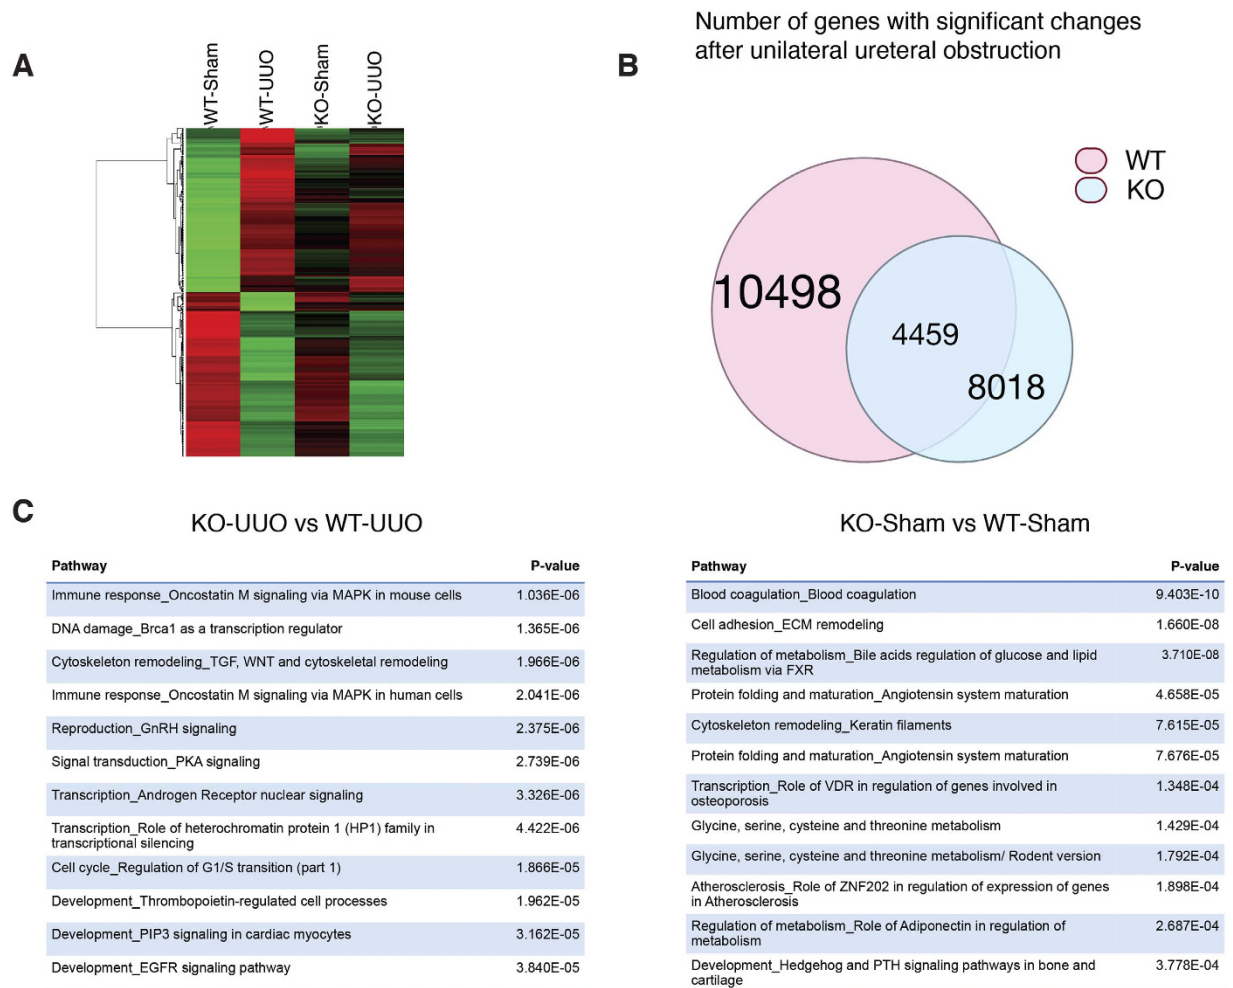 Number of genes with significant changes
after unilateral ureteral obstruction
A
B
WT-Sham
WT-UUO
KO-Sham
KO-UUO
WT
KO
10498
4459
8018
C
KO-UUO vs WT-UUO
Pathway P-value
Immune response_Oncostatin M signaling via MAPK in mouse cells 1.036E-06
DNA damage_Brca1 as a transcription regulator 1.365E-06
Cytoskeleton remodeling_TGF, WNT and cytoskeletal remodeling 1.966E-06
Immune response_Oncostatin M signaling via MAPK in human cells 2.041E-06
Reproduction_GnRH signaling 2.375E-06
Signal transduction_PKA signaling 2.739E-06
Transcription_Androgen Receptor nuclear signaling 3.326E-06
Transcription_Role of heterochromatin protein 1 (HP1) family in 4.422E-06
transcriptional silencing
Cell cycle_Regulation of G1/S transition (part 1) 1.866E-05
Development_Thrombopoietin-regulated cell processes 1.962E-05
Development_PIP3 signaling in cardiac myocytes 3.162E-05
Development_EGFR signaling pathway 3.840E-05
KO-Sham vs WT-Sham
Pathway P-value
Blood coagulation_Blood coagulation 9.403E-10
Cell adhesion_ECM remodeling 1.660E-08
Regulation of metabolism_Bile acids regulation of glucose and lipid 3.710E-08
metabolism via FXR
Protein folding and maturation_Angiotensin system maturation 4.658E-05
Cytoskeleton remodeling_Keratin filaments 7.615E-05
Protein folding and maturation_Angiotensin system maturation 7.676E-05
Transcription_Role of VDR in regulation of genes involved in 1.348E-04
osteoporosis
Glycine, serine, cysteine and threonine metabolism 1.429E-04
Glycine, serine, cysteine and threonine metabolism/ Rodent version 1.792E-04
Atherosclerosis_Role of ZNF202 in regulation of expression of genes 1.898E-04
in Atherosclerosis
Regulation of metabolism_Role of Adiponectin in regulation of 2.687E-04
metabolism
Development_Hedgehog and PTH signaling pathways in bone and 3.778E-04
cartilage